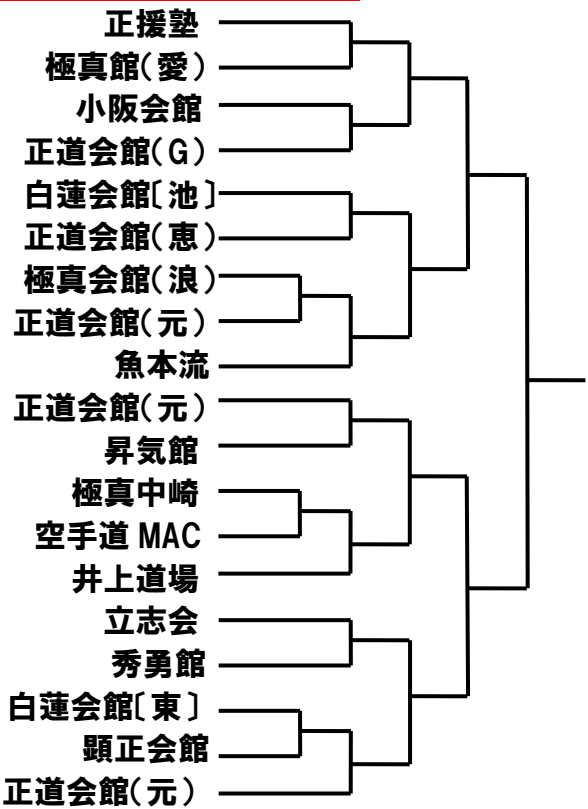 正援塾
極真館(愛)
小阪会館
正道会館(G)
白蓮会館〔池〕
正道会館(恵)
極真会館(浪)
正道会館(元)
魚本流
正道会館(元)
昇気館
極真中崎
空手道 MAC
井上道場
立志会
秀勇館
白蓮会館〔東〕
顕正会館
正道会館(元)